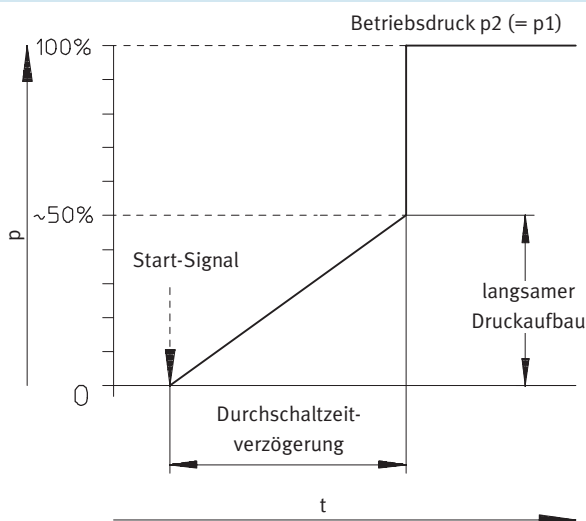 Betriebsdruck p2 (= p1)
100%
~50%
p
Start-Signal
langsamer
Druckaufbau
0
Durchschaltzeit-
verzögerung
t